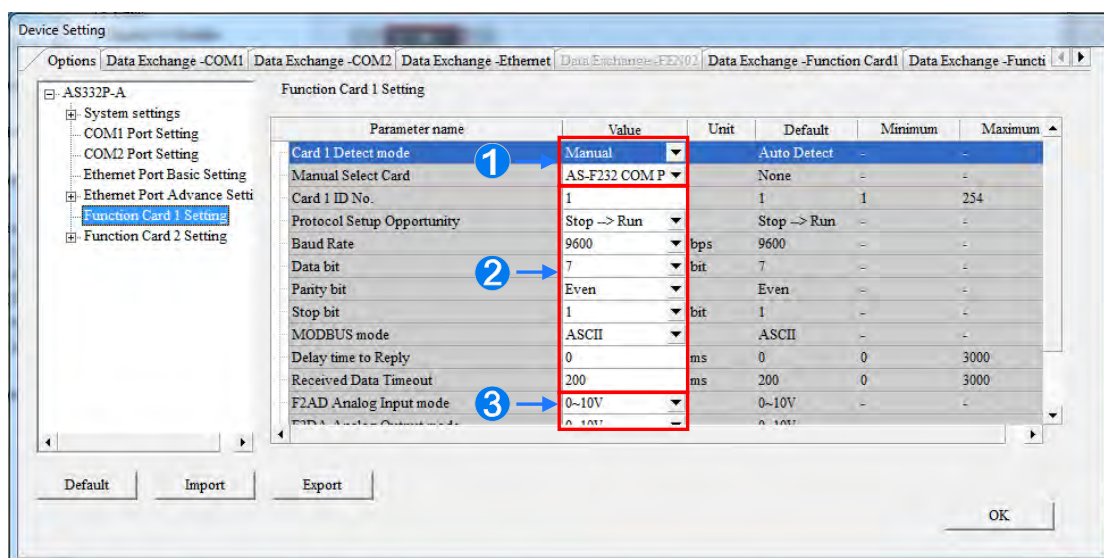 Device Setting
Options Data Exchange -COM1 Data Exchange -COM2 Data Exchange -Ethernet Data Exchange -FEN02 Data Exchange -Function Card1 Data Exchange -Functi
AS332P-A
System settings
COM1 Port Setting
COM2 Port Setting
Ethernet Port Basic Setting
Ethernet Port Advance Setti
Function Card 1 Setting
Function Card 2 Setting
Function Card 1 Setting
Parameter name Value Unit Default Minimum Maximum
Card 1 Detect mode Manual Auto Detect - -
Manual Select Card AS-F232 COM P None - -
Card 1 ID No. 1 1 1 254
Protocol Setup Opportunity Stop --> Run Stop --> Run - -
Baud Rate 9600 bps 9600 - -
Data bit 7 bit 7 - -
Parity bit Even Even - -
Stop bit 1 bit 1 - -
MODBUS mode ASCII ASCII - -
Delay time to Reply 0 ms 0 0 3000
Received Data Timeout 200 ms 200 0 3000
F2AD Analog Input mode 0~10V 0~10V - -
1
2
3
Default Import Export
OK